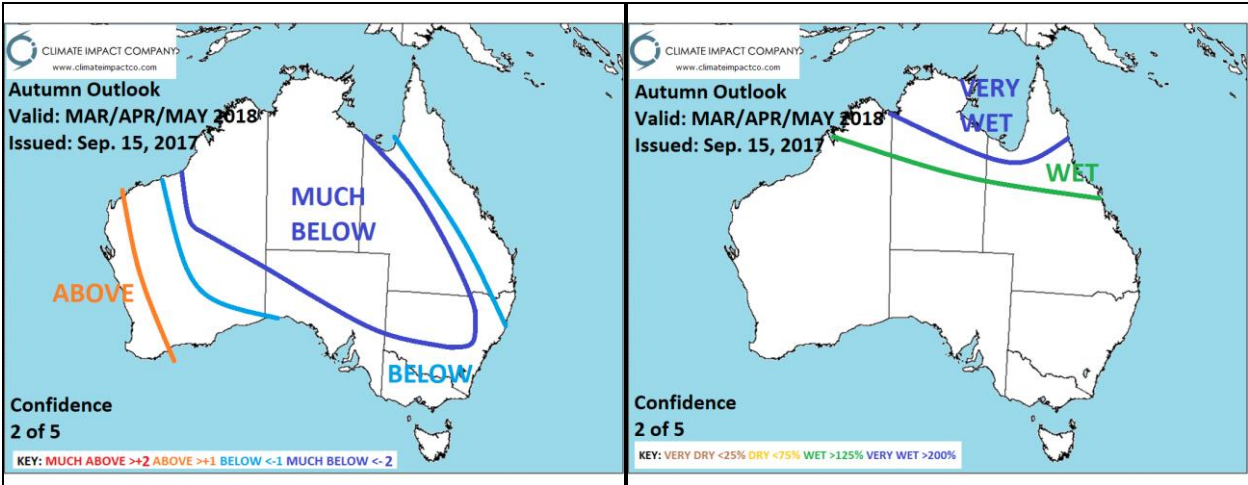 CLIMATE IMPACT COMPANY
www.climateimpactco.com
Autumn Outlook
Valid: MAR/APR/MAY 2018
Issued: Sep. 15, 2017
MUCH
BELOW
ABOVE
BELOW
Confidence
2 of 5
KEY: MUCH ABOVE >+2 ABOVE >+1 BELOW <-1 MUCH BELOW <-2
CLIMATE IMPACT COMPANY
www.climateimpactco.com
Autumn Outlook
Valid: MAR/APR/MAY 2018
Issued: Sep. 15, 2017
VERY
WET
WET
Confidence
2 of 5
KEY: VERY DRY <25% DRY <75% WET >125% VERY WET >200%